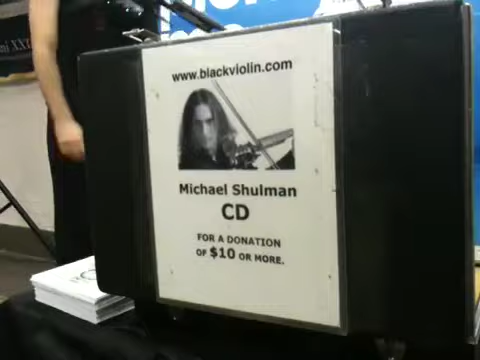 www.blackviolin.com
Michael Shulman
CD
FOR A DONATION
OF $10 OR MORE.